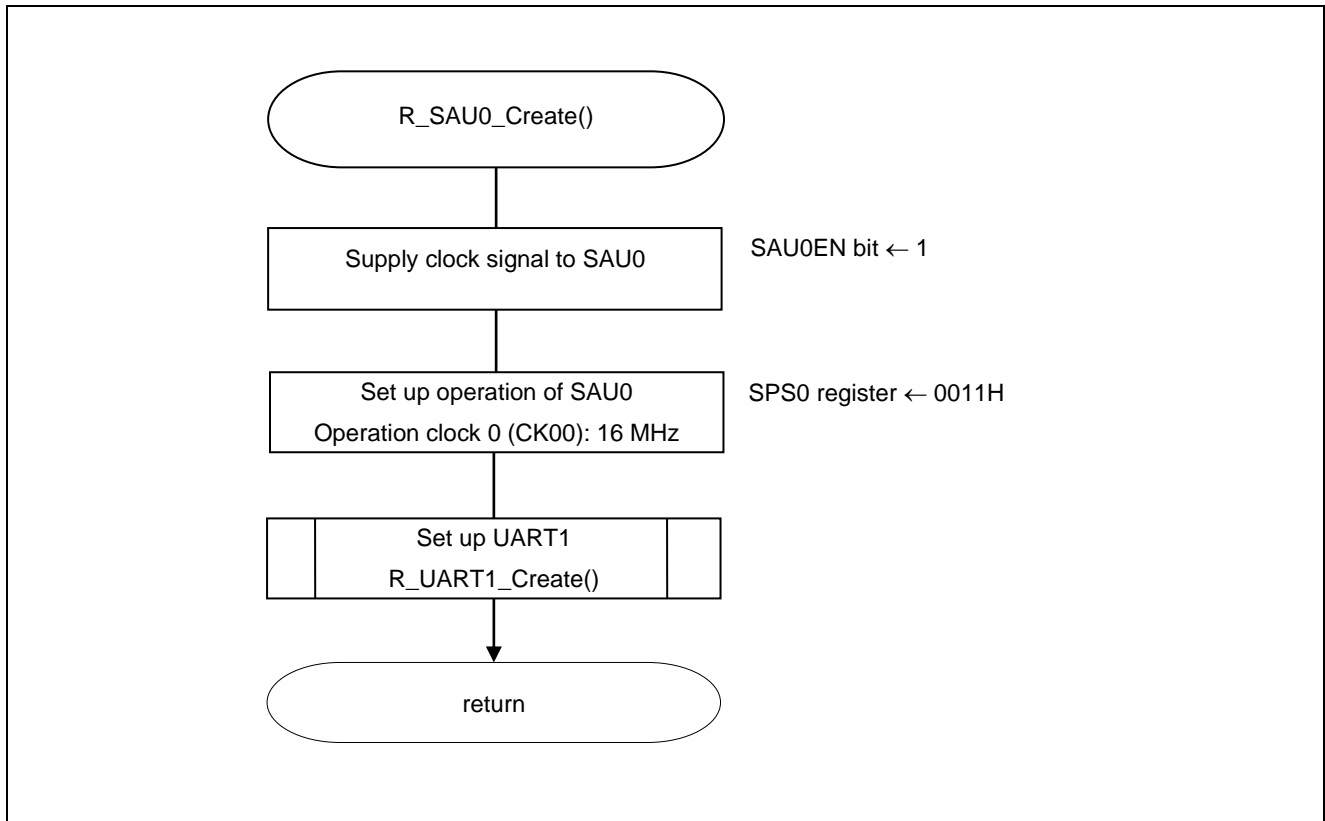 R_SAU0_Create()
Supply clock signal to SAU0
SAU0EN bit ← 1
Set up operation of SAU0
SPS0 register ← 0011H
Operation clock 0 (CK00): 16 MHz
Set up UART1
R_UART1_Create()
return